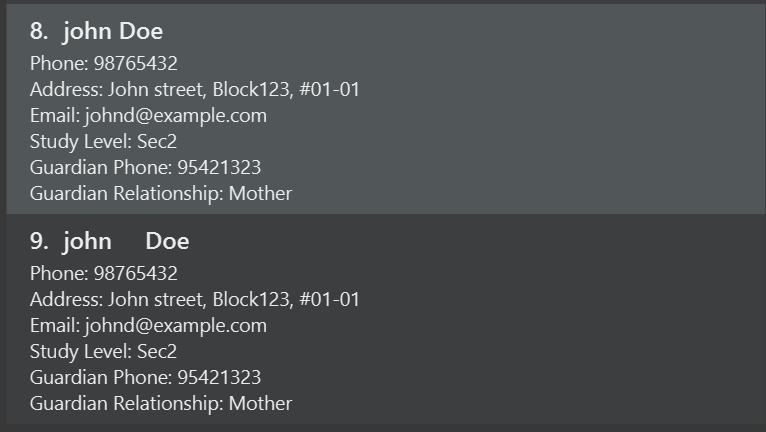 8.  john Doe
Phone: 98765432
Address: John street, Block123, #01-01
Email: johnd@example.com
Study Level: Sec2
Guardian Phone: 95421323
Guardian Relationship: Mother
9.  john     Doe
Phone: 98765432
Address: John street, Block123, #01-01
Email: johnd@example.com
Study Level: Sec2
Guardian Phone: 95421323
Guardian Relationship: Mother